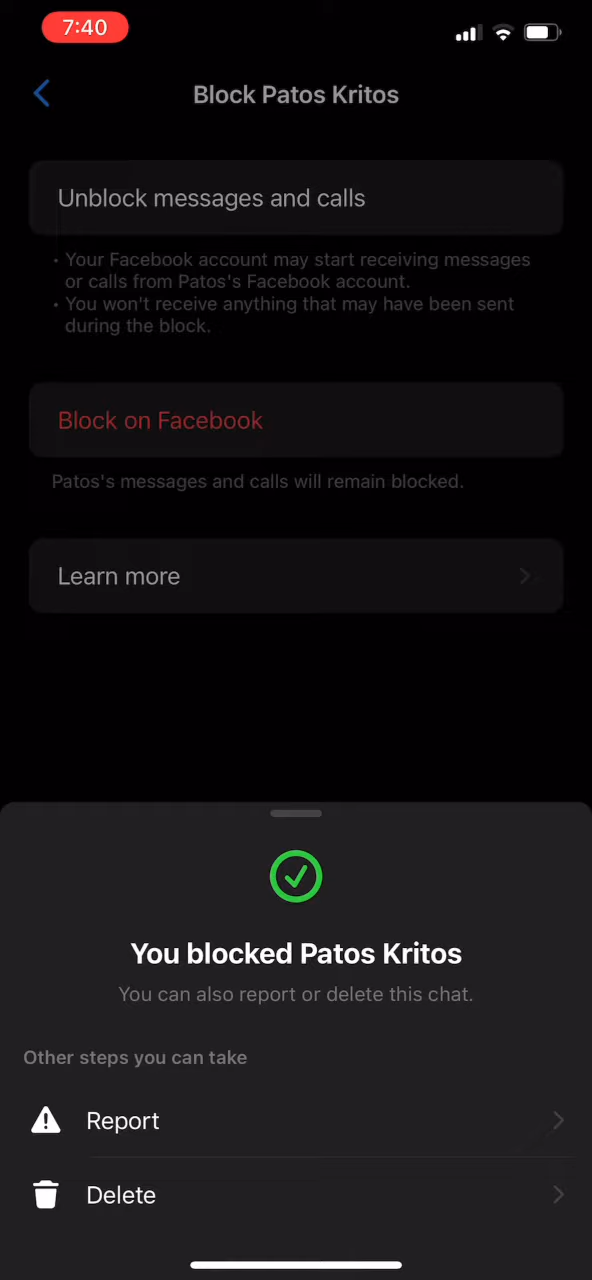 7:40
Block Patos Kritos
Unblock messages and calls
• Your Facebook account may start receiving messages
or calls from Patos's Facebook account.
• You won't receive anything that may have been sent
during the block.
Block on Facebook
Patos's messages and calls will remain blocked.
Learn more
You blocked Patos Kritos
You can also report or delete this chat.
Other steps you can take
Report
Delete